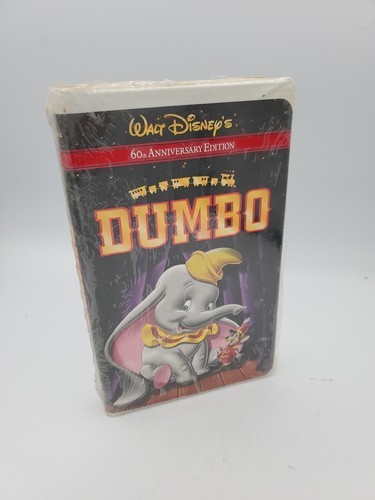 WALT DISNEY'S
60th ANNIVERSARY EDITION
DUMBO